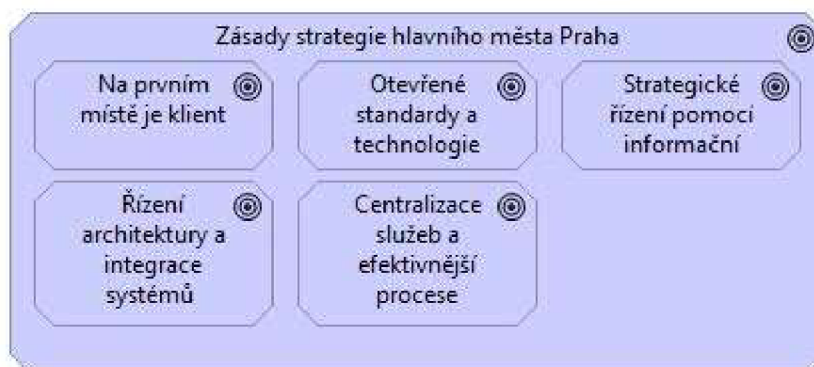 Zásady strategie hlavního města Praha
Na prvním
místě je klient
Otevřené
standardy a
technologie
Strategické
řízení pomocí
informační
Řízení
architektury a
integrace
systémů
Centralizace
služeb a
efektivnější
procese